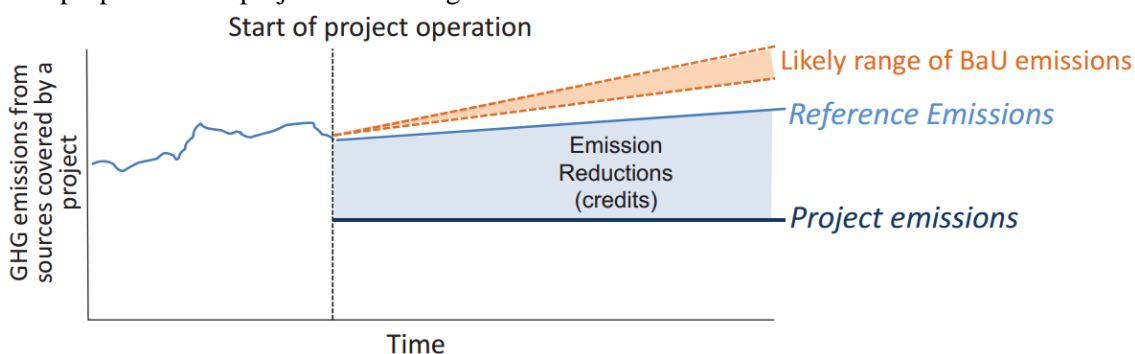 Start of project operation
Likely range of BaU emissions
Reference Emissions
Emission
Reductions
(credits)
Project emissions
GHG emissions from
sources covered by a
project
Time